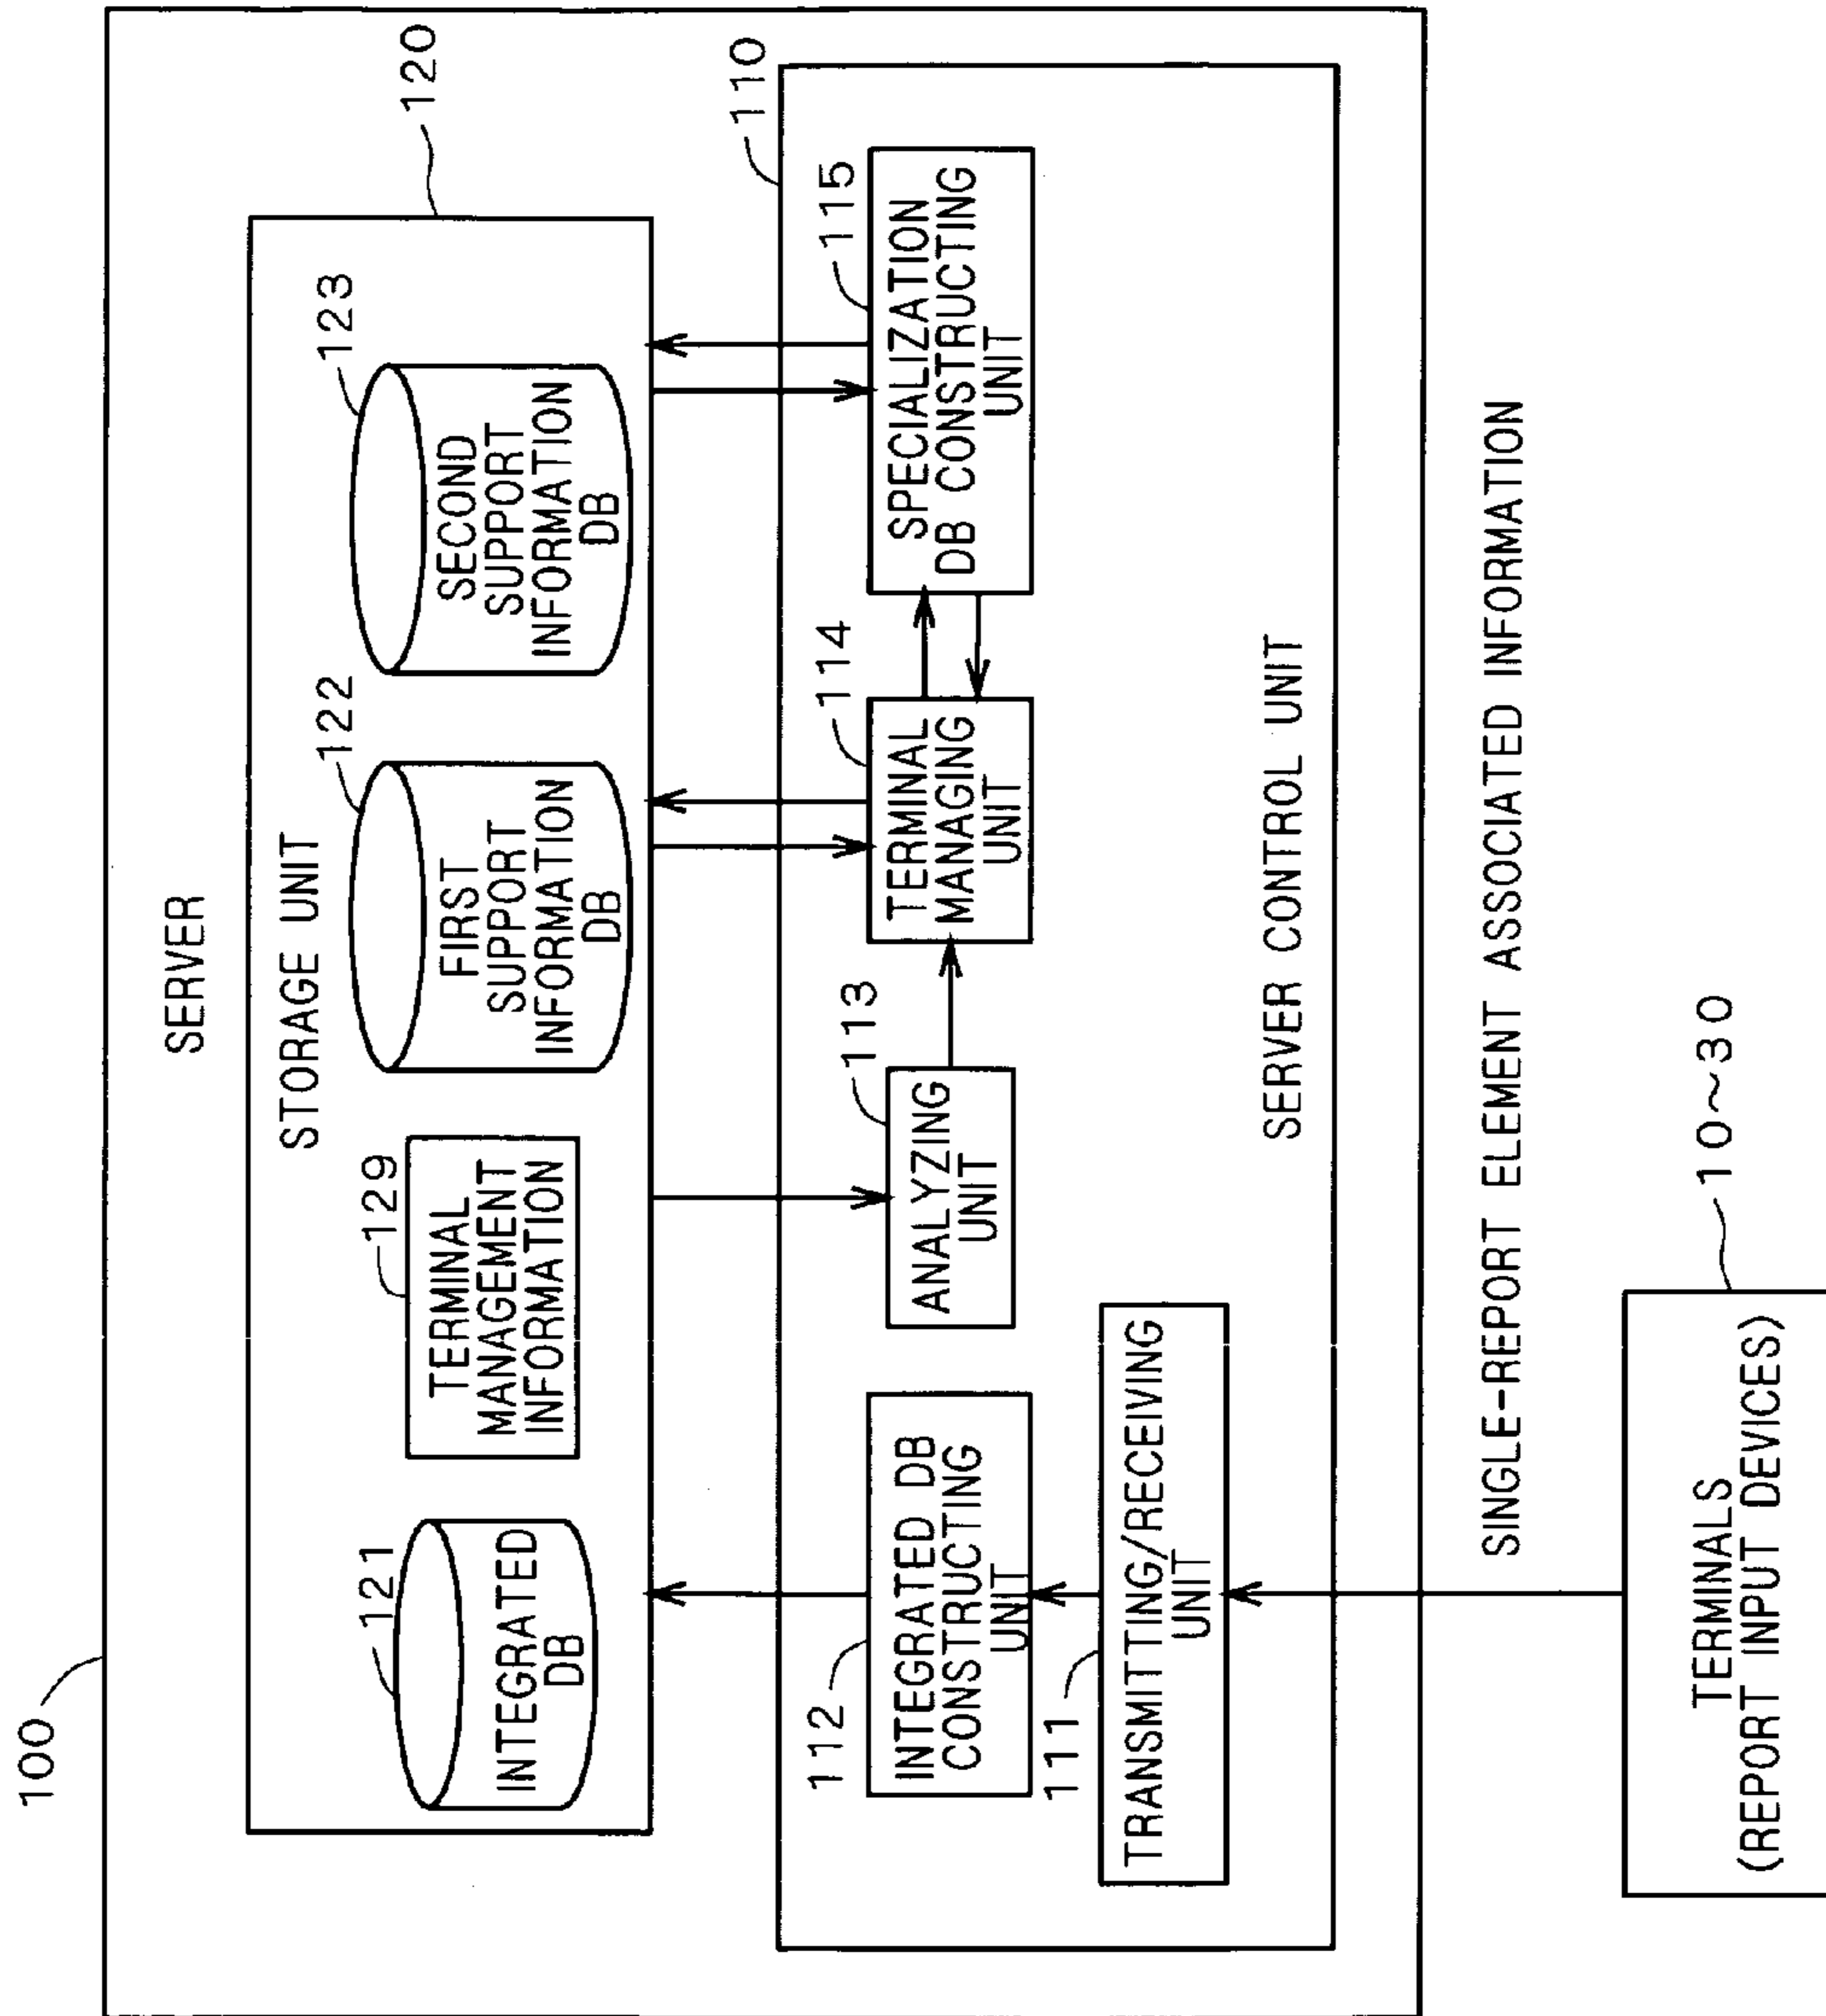 100
SERVER
120
STORAGE UNIT
121
INTEGRATED
DB
129
TERMINAL
MANAGEMENT
INFORMATION
122
FIRST
SUPPORT
INFORMATION
DB
123
SECOND
SUPPORT
INFORMATION
DB
110
112
INTEGRATED DB
CONSTRUCTING
UNIT
113
ANALYZING
UNIT
114
TERMINAL
MANAGING
UNIT
115
SPECIALIZATION
DB CONSTRUCTING
UNIT
111
TRANSMITTING/RECEIVING
UNIT
SERVER CONTROL UNIT
SINGLE-REPORT ELEMENT ASSOCIATED INFORMATION
10~30
TERMINALS
(REPORT INPUT DEVICES)